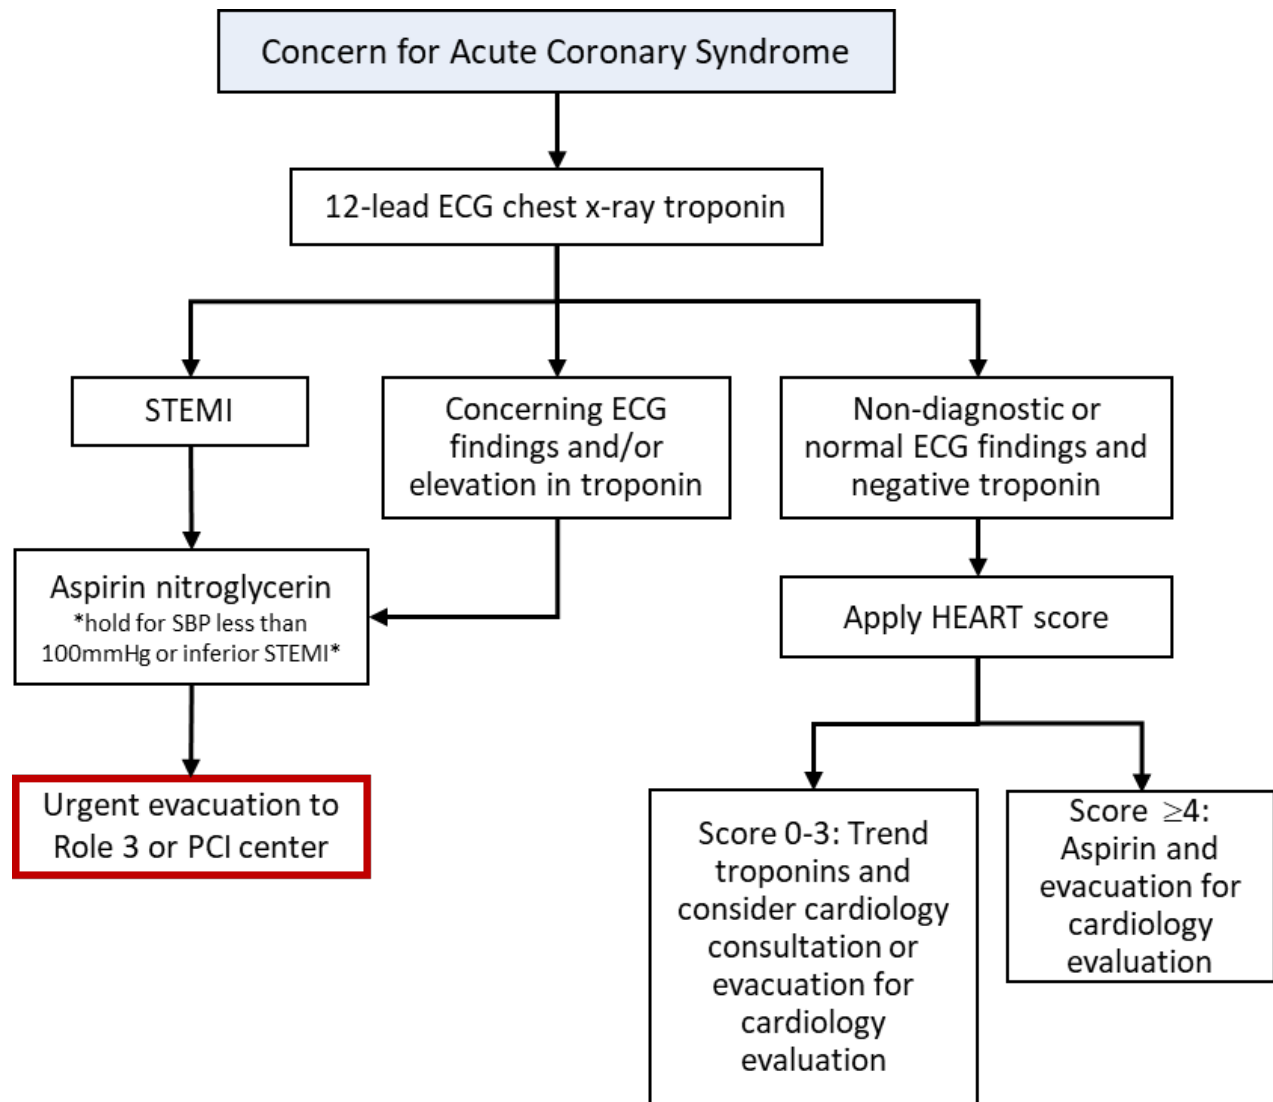 Concern for Acute Coronary Syndrome
12-lead ECG chest x-ray troponin
STEMI
Concerning ECG
findings and/or
elevation in troponin
Non-diagnostic or
normal ECG findings and
negative troponin
Aspirin nitroglycerin
*hold for SBP less than
100mmHg or inferior STEMI*
Apply HEART score
Urgent evacuation to
Role 3 or PCI center
Score 0-3: Trend
troponins and
consider cardiology
consultation or
evacuation for
cardiology
evaluation
Score ≥4:
Aspirin and
evacuation for
cardiology
evaluation